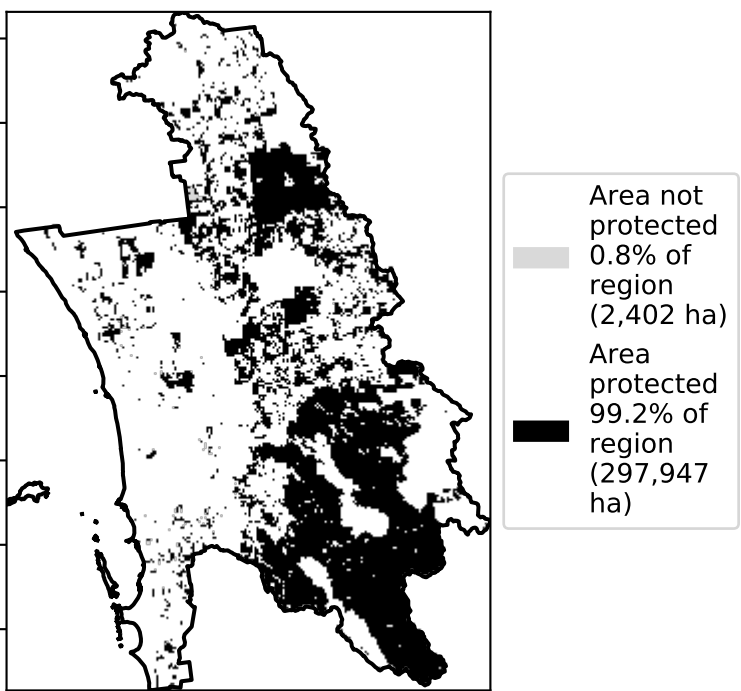 Area not
protected
0.8% of
region
(2,402 ha)
Area
protected
99.2% of
region
(297,947
ha)